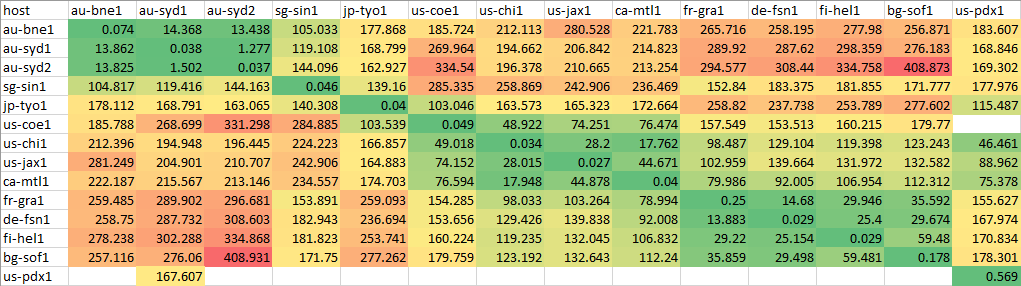 host au-bne1 au-syd1 au-syd2 sg-sin1 jp-tyo1 us-coe1 us-chi1 us-jax1 ca-mtl1 fr-gra1 de-fsn1 fi-hel1 bg-sof1 us-pdx1
au-bne1 0.074 14.368 13.438 105.033 177.868 185.724 212.113 280.528 221.783 265.716 258.195 277.98 256.871 183.607
au-syd1 13.862 0.038 1.277 119.108 168.799 269.964 194.662 206.842 214.823 289.92 287.62 298.359 276.183 168.846
au-syd2 13.825 1.502 0.037 144.096 162.927 334.54 196.378 210.665 213.254 294.577 308.44 334.758 408.873 169.302
sg-sin1 104.817 119.416 144.163 0.046 139.16 285.335 258.869 242.906 236.469 152.84 183.375 181.855 171.777 177.976
jp-tyo1 178.112 168.791 163.065 140.308 0.04 103.046 163.573 165.323 172.664 258.82 237.738 253.789 277.602 115.487
us-coe1 185.788 268.699 331.298 284.885 103.539 0.049 48.922 74.251 76.474 157.549 153.513 160.215 179.77
us-chi1 212.396 194.948 196.445 224.223 166.857 49.018 0.034 28.2 17.762 98.487 129.104 119.398 123.243 46.461
us-jax1 281.249 204.901 210.707 242.906 164.883 74.152 28.015 0.027 44.671 102.959 139.664 131.972 132.582 88.962
ca-mtl1 222.187 215.567 213.146 234.557 174.703 76.594 17.948 44.878 0.04 79.986 92.005 106.954 112.312 75.378
fr-gra1 259.485 289.902 296.681 153.891 259.093 154.285 98.033 103.264 78.994 0.25 14.68 29.946 35.592 155.627
de-fsn1 258.75 287.732 308.603 182.943 236.694 153.656 129.426 139.838 92.008 13.883 0.029 25.4 29.674 167.974
fi-hel1 278.238 302.288 334.868 181.823 253.741 160.224 119.235 132.045 106.832 29.22 25.154 0.029 59.48 170.834
bg-sof1 257.116 276.06 408.931 171.75 277.262 179.759 123.192 132.643 112.24 35.859 29.498 59.481 0.178 178.301
us-pdx1 167.607 0.569